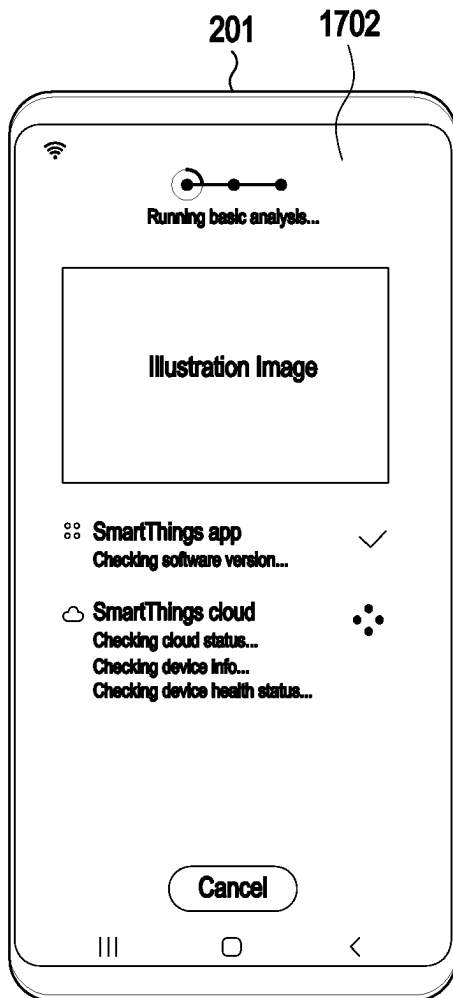 201
1702
Running basic analysis...
Illustration Image
SmartThings app
Checking software version...
SmartThings cloud
Checking cloud status...
Checking device info...
Checking device health status...
Cancel